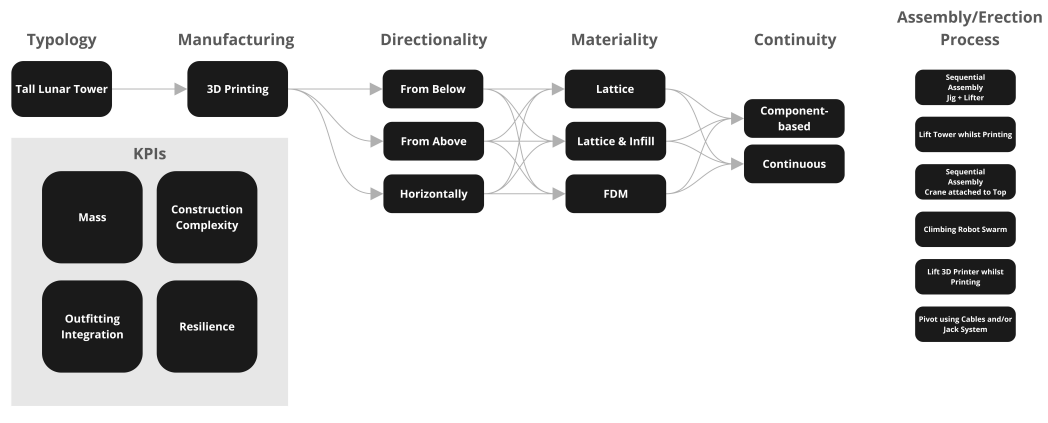 Typology
Manufacturing
Directionality
Materiality
Continuity
Assembly/Erection
Process
Tall Lunar Tower
3D Printing
From Below
From Above
Horizontally
Lattice
Lattice & Infill
FDM
Component-
based
Continuous
Sequential
Assembly
Jig + Lifter
Lift Tower whilst Printing
Sequential
Assembly
Crane attached to Top
Climbing Robot Swarm
Lift 3D Printer whilst
Printing
Pivot using Cables and/or
Jack System
KPIs
Mass
Construction
Complexity
Outfitting
Integration
Resilience